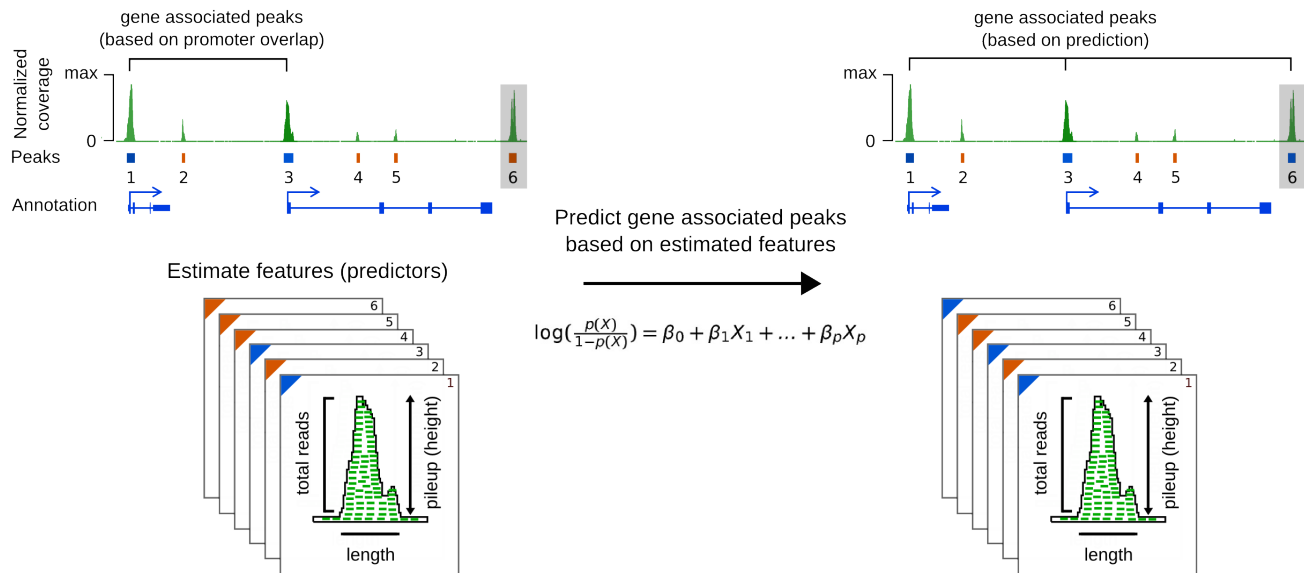 gene associated peaks
(based on promoter overlap)
Normalized
coverage
max
0
Peaks
1 2 3 4 5 6
Annotation
gene associated peaks
(based on prediction)
max
0
1 2 3 4 5 6
Predict gene associated peaks
based on estimated features
log(p(X)/1−p(X)) = β₀ + β₁X₁ + ... + βₚXₚ
Estimate features (predictors)
6
5
4
3
2
1
total reads
pileup (height)
length
6
5
4
3
2
1
total reads
pileup (height)
length